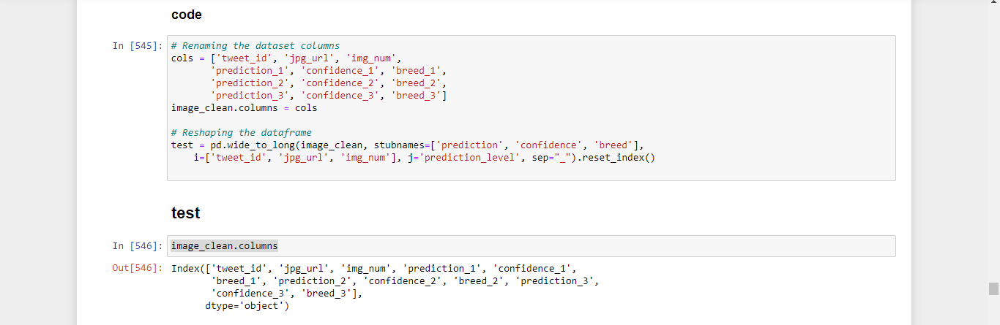 code
In [545]:
# Renaming the dataset columns
cols = ['tweet_id', 'jpg_url', 'img_num',
       'prediction_1', 'confidence_1', 'breed_1',
       'prediction_2', 'confidence_2', 'breed_2',
       'prediction_3', 'confidence_3', 'breed_3']
image_clean.columns = cols
# Reshaping the dataframe
test = pd.wide_to_long(image_clean, stubnames=['prediction', 'confidence', 'breed'],
    i=['tweet_id', 'jpg_url', 'img_num'], j='prediction_level', sep="_").reset_index()
test
In [546]: image_clean.columns
Out[546]: Index(['tweet_id', 'jpg_url', 'img_num', 'prediction_1', 'confidence_1',
       'breed_1', 'prediction_2', 'confidence_2', 'breed_2', 'prediction_3',
       'confidence_3', 'breed_3'],
      dtype='object')